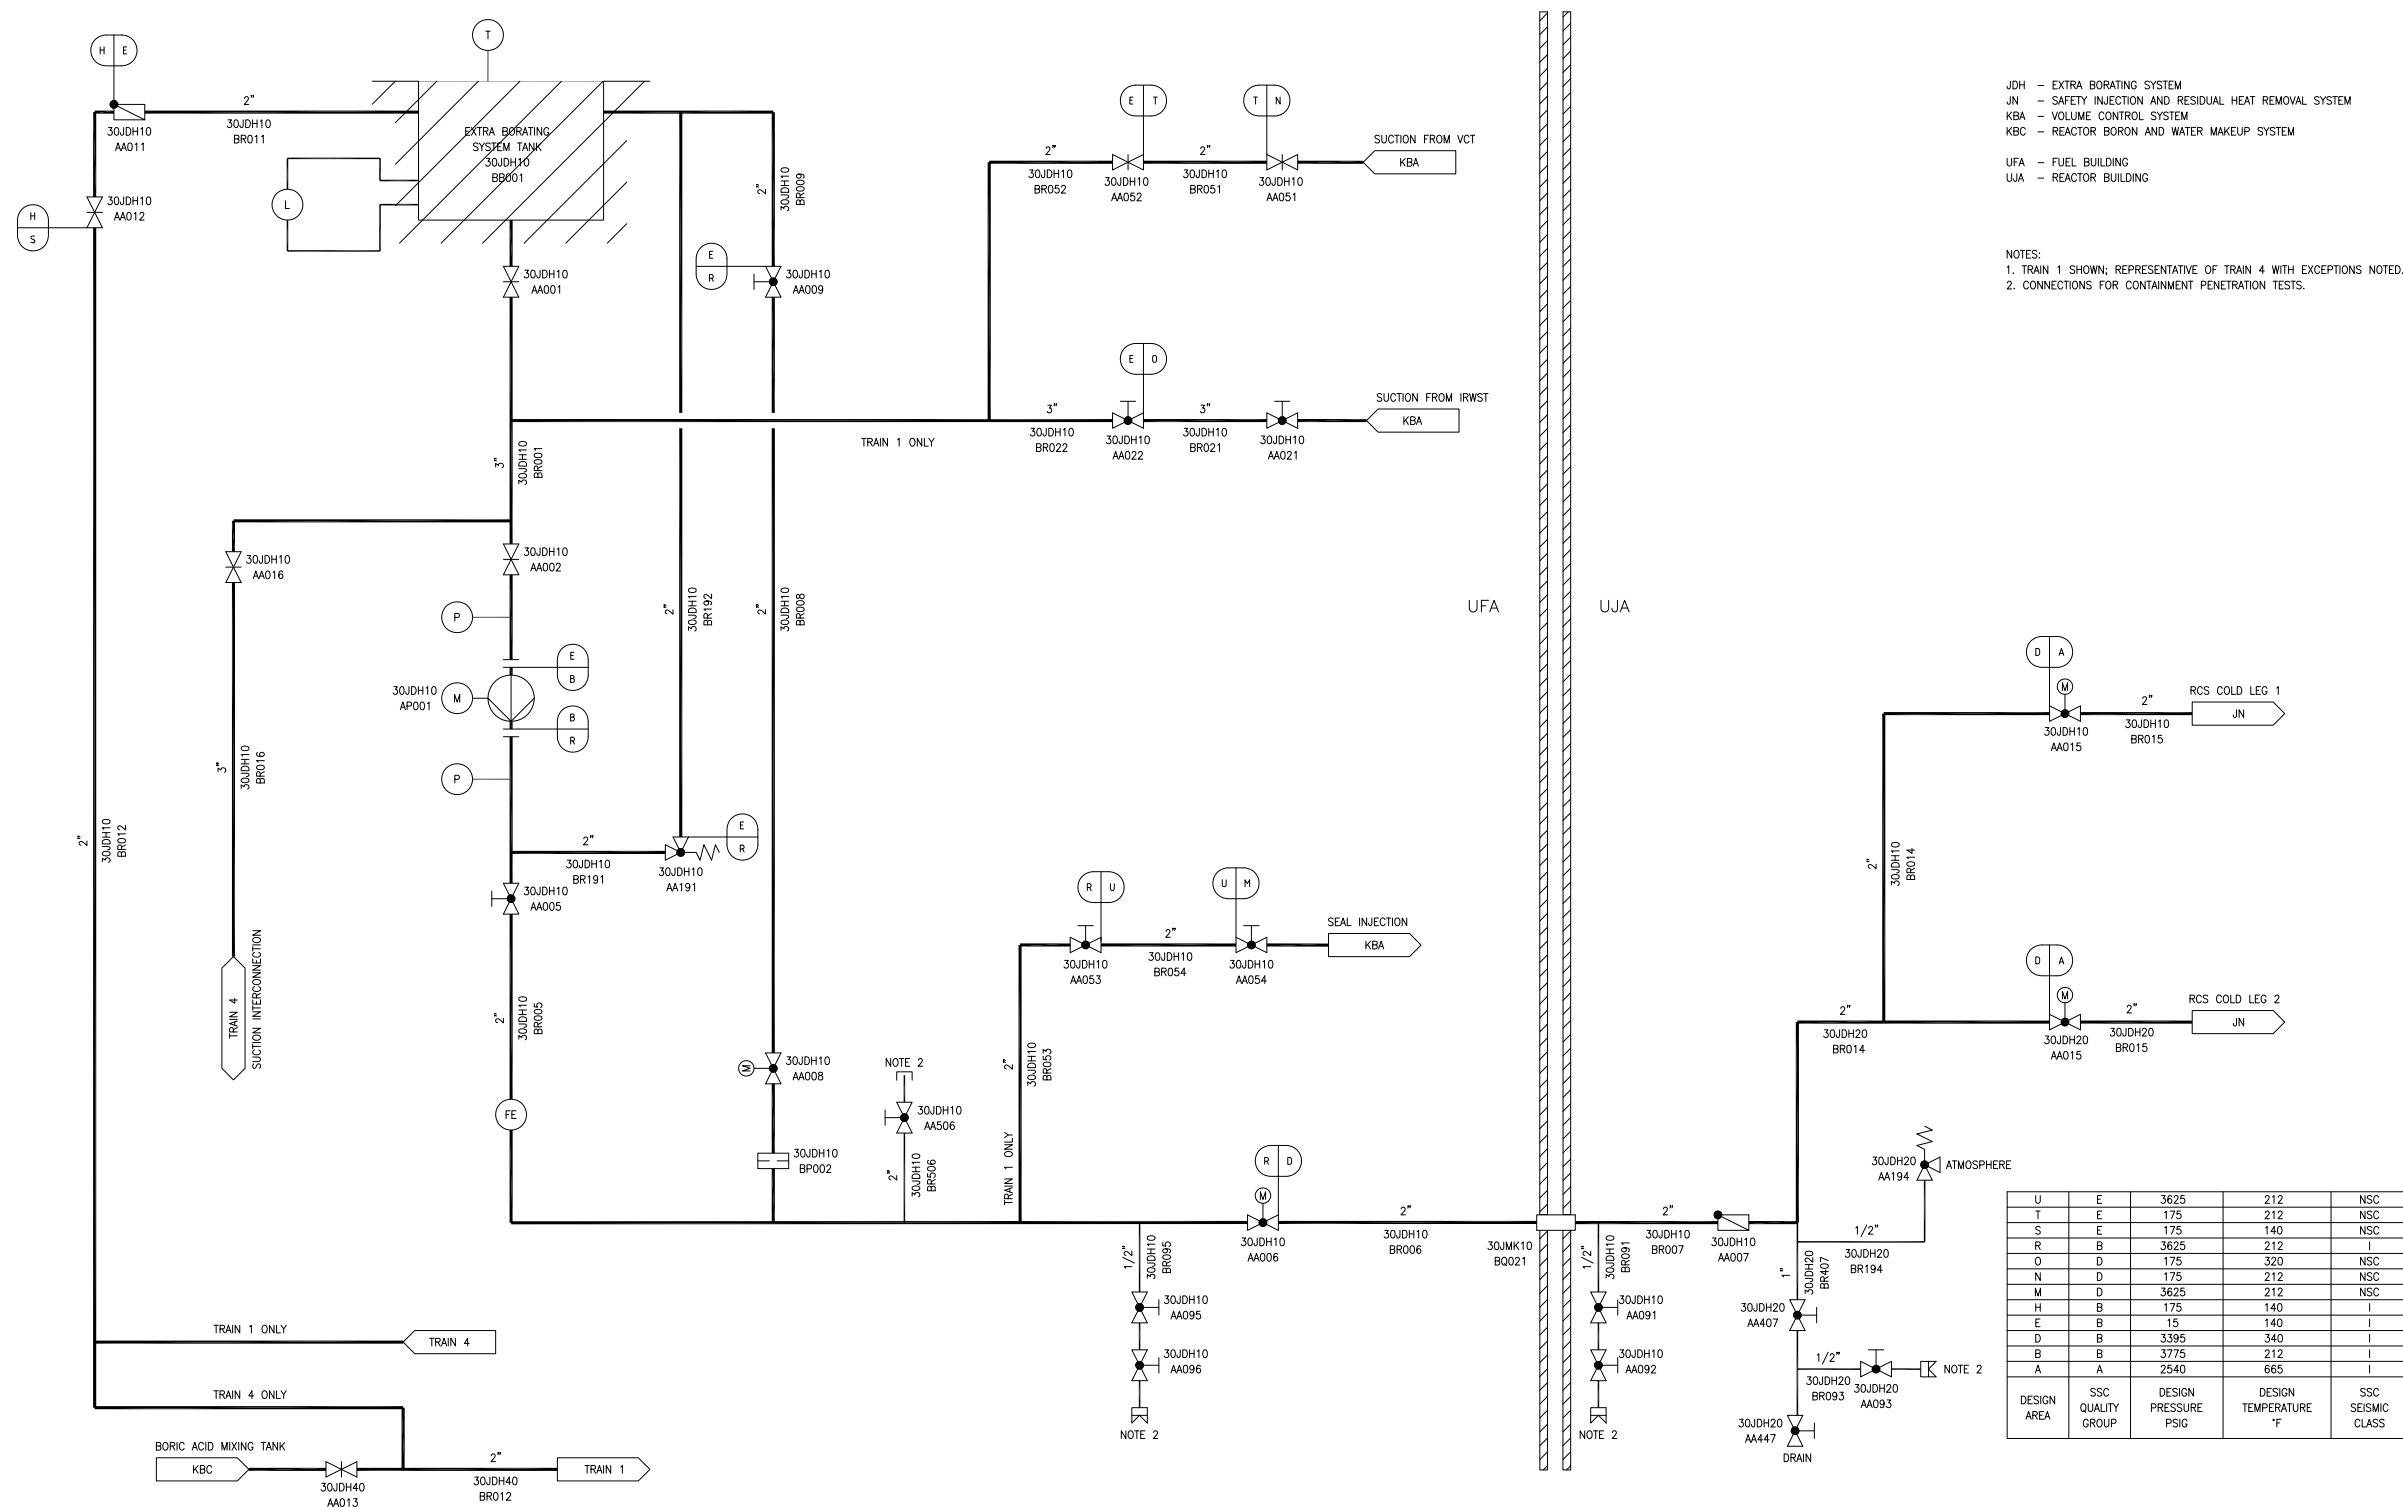 H E
T
2"
30JDH10
BR011
30JDH10
AA011
EXTRA BORATING
SYSTEM TANK
30JDH10
BB001
L
30JDH10
AA012
H
S
2"
30JDH10
BR009
E
R
30JDH10
AA009
30JDH10
AA001
E T
T N
SUCTION FROM VCT
KBA
2"
30JDH10
BR052
30JDH10
AA052
2"
30JDH10
BR051
30JDH10
AA051
E O
SUCTION FROM IRWST
KBA
TRAIN 1 ONLY
3"
30JDH10
BR022
30JDH10
AA022
3"
30JDH10
BR021
30JDH10
AA021
JDH – EXTRA BORATING SYSTEM
JN – SAFETY INJECTION AND RESIDUAL HEAT REMOVAL SYSTEM
KBA – VOLUME CONTROL SYSTEM
KBC – REACTOR BORON AND WATER MAKEUP SYSTEM
UFA – FUEL BUILDING
UJA – REACTOR BUILDING
NOTES:
1. TRAIN 1 SHOWN; REPRESENTATIVE OF TRAIN 4 WITH EXCEPTIONS NOTED.
2. CONNECTIONS FOR CONTAINMENT PENETRATION TESTS.
3"
30JDH10
BR001
30JDH10
AA016
30JDH10
AA002
P
E
B
30JDH10
AP001
M
B
R
P
2"
30JDH10
BR192
2"
30JDH10
BR008
UFA
UJA
3"
30JDH10
BR016
2"
30JDH10
BR012
2"
30JDH10
BR191
E
R
30JDH10
AA191
30JDH10
AA005
TRAIN 4
SUCTION INTERCONNECTION
2"
30JDH10
BR005
FE
M
30JDH10
AA008
30JDH10
BP002
NOTE 2
30JDH10
AA506
2"
30JDH10
BR506
R U
U M
30JDH10
AA053
2"
30JDH10
BR054
30JDH10
AA054
SEAL INJECTION
KBA
2"
30JDH10
BR053
TRAIN 1 ONLY
R D
M
30JDH10
AA006
2"
30JDH10
BR006
1/2"
30JDH10
BR095
30JDH10
AA095
30JDH10
AA096
NOTE 2
30JMK10
BQ021
1/2"
30JDH10
BR091
30JDH10
AA091
30JDH10
AA092
NOTE 2
2"
30JDH10
BR007
30JDH10
AA007
D A
M
30JDH10
AA015
2"
30JDH10
BR015
RCS COLD LEG 1
JN
2"
30JDH10
BR014
D A
M
2"
30JDH20
BR014
30JDH20
AA015
2"
30JDH20
BR015
RCS COLD LEG 2
JN
30JDH20
AA194
ATMOSPHERE
1/2"
30JDH20
BR194
1"
30JDH20
BR407
30JDH20
AA407
1/2"
30JDH20
BR093
30JDH20
AA093
NOTE 2
30JDH20
AA447
DRAIN
TRAIN 1 ONLY
TRAIN 4
TRAIN 4 ONLY
BORIC ACID MIXING TANK
KBC
30JDH40
AA013
2"
30JDH40
BR012
TRAIN 1
U E 3625 212 NSC
T E 175 212 NSC
S E 175 140 NSC
R B 3625 212 I
O D 175 320 NSC
N D 175 212 NSC
M D 3625 212 NSC
H B 175 140 I
E B 15 140 I
D B 3395 340 I
B B 3775 212 I
A A 2540 665 I
DESIGN AREA
SSC QUALITY GROUP
DESIGN PRESSURE PSIG
DESIGN TEMPERATURE °F
SSC SEISMIC CLASS